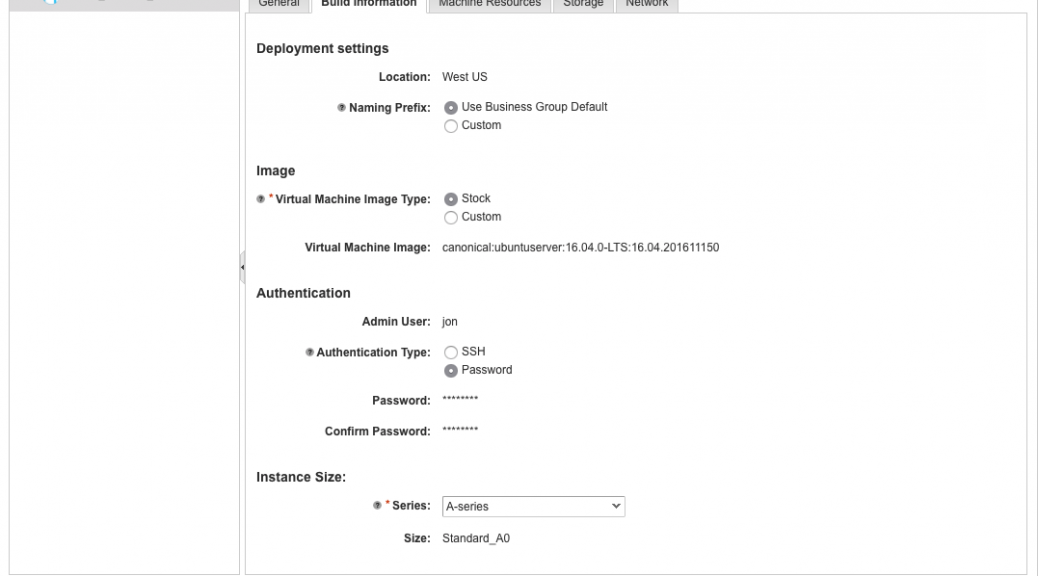 General Build Information Machine Resources Storage Network
Deployment settings
Location: West US
Naming Prefix: Use Business Group Default
Custom
Image
* Virtual Machine Image Type: Stock
Custom
Virtual Machine Image: canonical:ubuntuserver:16.04.0-LTS:16.04.201611150
Authentication
Admin User: jon
Authentication Type: SSH
Password
Password: ********
Confirm Password: ********
Instance Size:
* Series: A-series
Size: Standard_A0